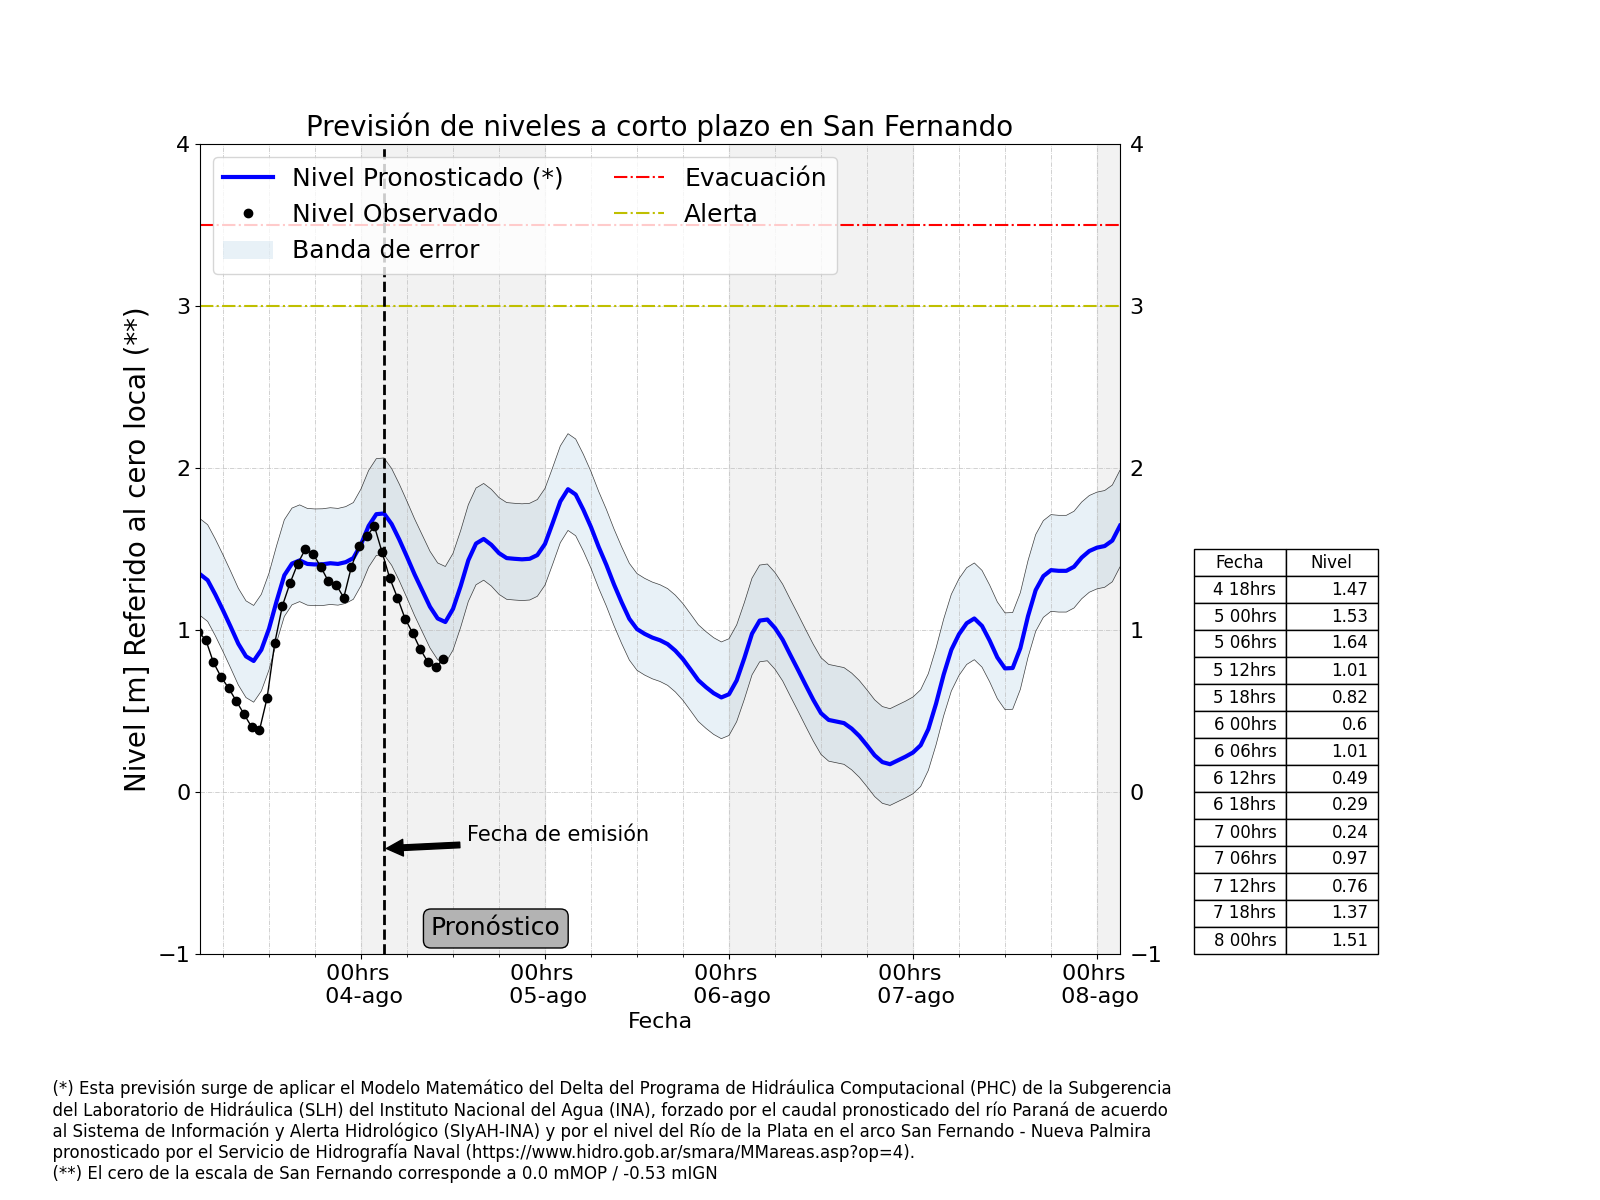 Previsión de niveles a corto plazo en San Fernando
Nivel Pronosticado (*)
Nivel Observado
Banda de error
Evacuación
Alerta
Nivel [m] Referido al cero local (**)
4
3
2
1
0
−1
4
3
2
1
0
−1
Fecha de emisión
Pronóstico
00hrs
04-ago
00hrs
05-ago
00hrs
06-ago
00hrs
07-ago
00hrs
08-ago
Fecha
Fecha Nivel
4 18hrs 1.47
5 00hrs 1.53
5 06hrs 1.64
5 12hrs 1.01
5 18hrs 0.82
6 00hrs 0.6
6 06hrs 1.01
6 12hrs 0.49
6 18hrs 0.29
7 00hrs 0.24
7 06hrs 0.97
7 12hrs 0.76
7 18hrs 1.37
8 00hrs 1.51
(*) Esta previsión surge de aplicar el Modelo Matemático del Delta del Programa de Hidráulica Computacional (PHC) de la Subgerencia
del Laboratorio de Hidráulica (SLH) del Instituto Nacional del Agua (INA), forzado por el caudal pronosticado del río Paraná de acuerdo
al Sistema de Información y Alerta Hidrológico (SIyAH-INA) y por el nivel del Río de la Plata en el arco San Fernando - Nueva Palmira
pronosticado por el Servicio de Hidrografía Naval (https://www.hidro.gob.ar/smara/MMareas.asp?op=4).
(**) El cero de la escala de San Fernando corresponde a 0.0 mMOP / -0.53 mIGN